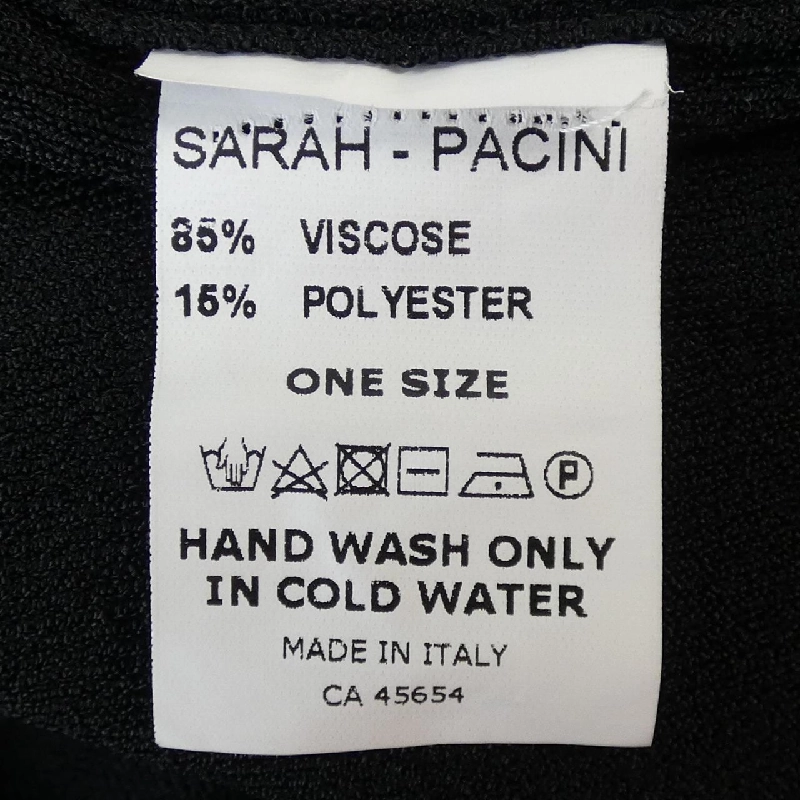 SARAH - PACINI
85% VISCOSE
15% POLYESTER
ONE SIZE
P
HAND WASH ONLY
IN COLD WATER
MADE IN ITALY
CA 45654